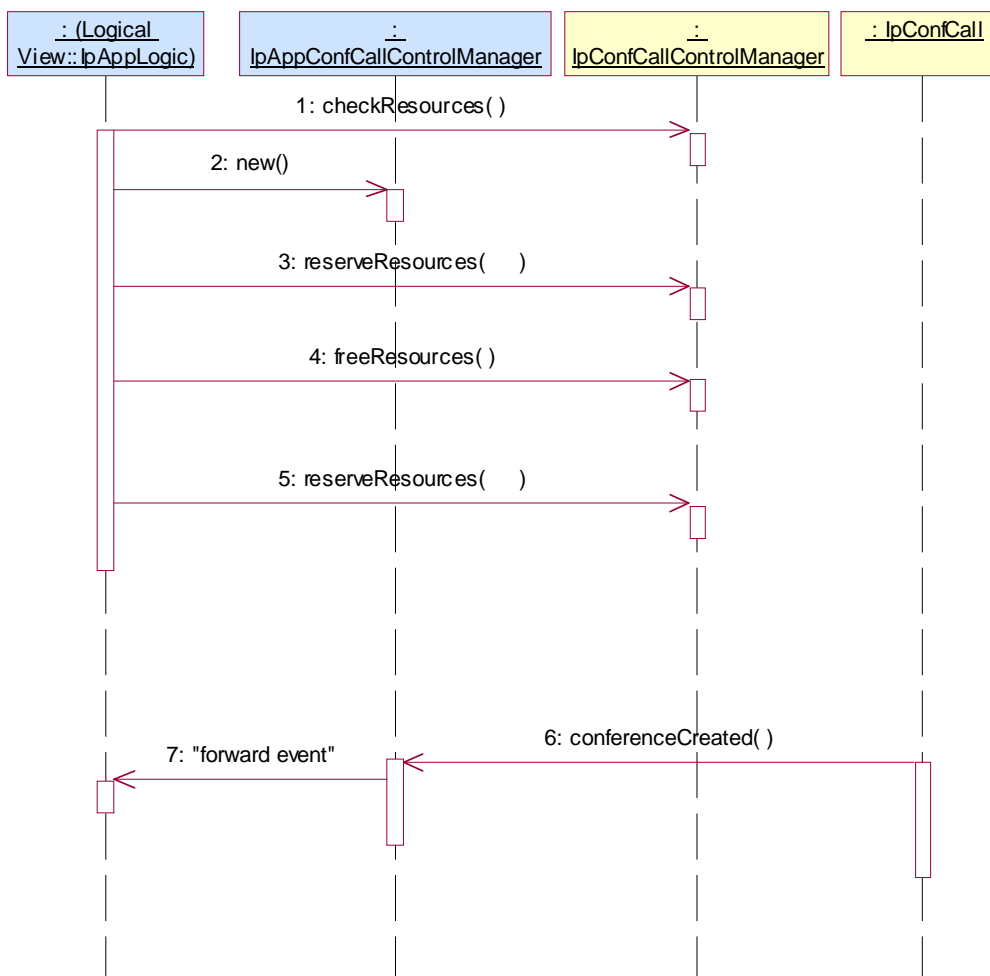 : (Logical
View::IpAppLogic)
:
IpAppConfCallControlManager
:
IpConfCallControlManager
: IpConfCall
1: checkResources( )
2: new()
3: reserveResources( )
4: freeResources( )
5: reserveResources( )
6: conferenceCreated( )
7: "forward event"